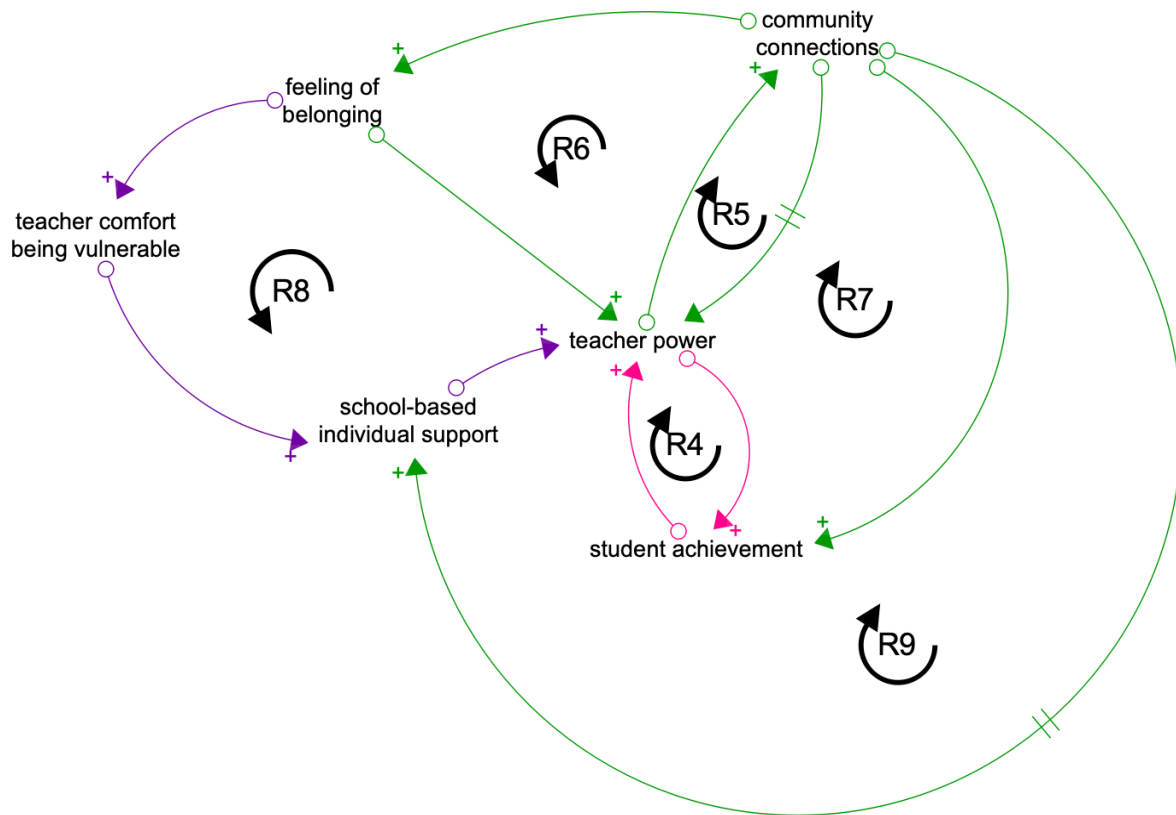 community
connections
+
+
feeling of
belonging
R6
+
teacher comfort
being vulnerable
R5
R8
R7
+
+
teacher power
+
school-based
individual support
R4
+
+
+
+
student achievement
R9